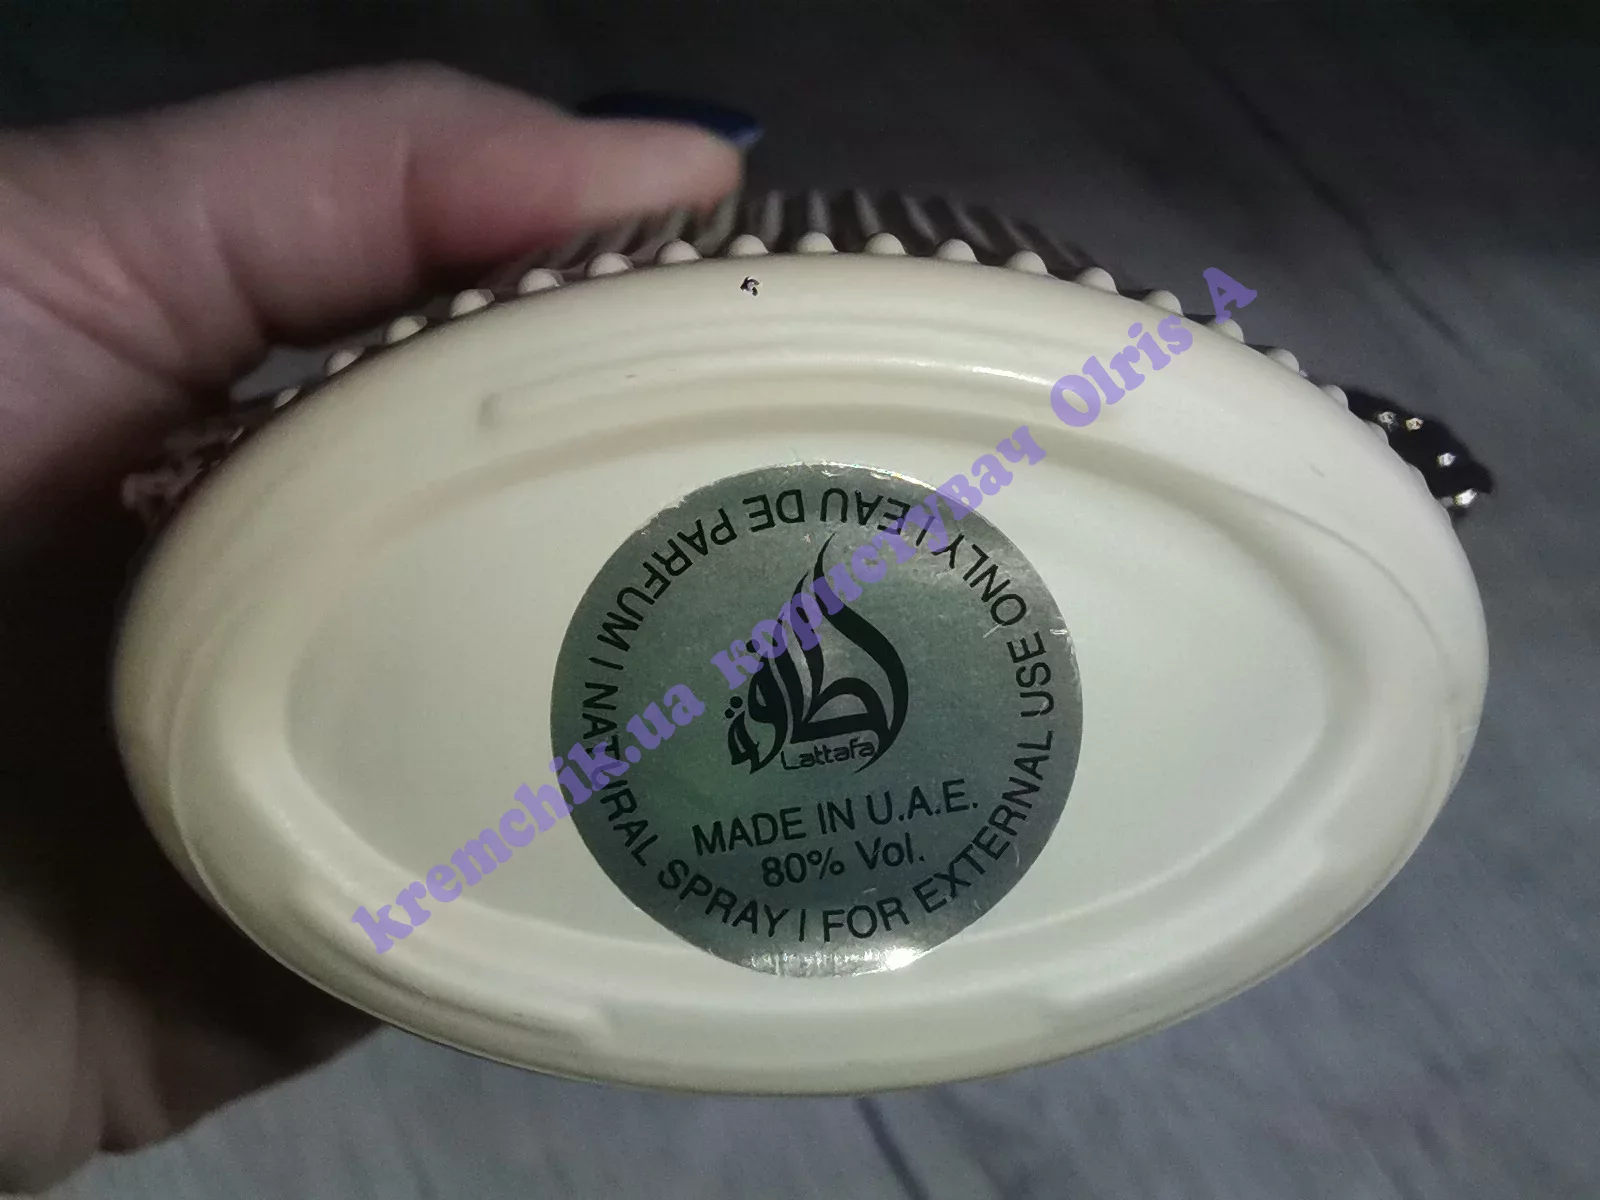 EAU DE PARFUM / NATURAL SPRAY / FOR EXTERNAL USE ONLY /
لطافة
Lattafa
MADE IN U.A.E.
80% Vol.
kremchik.ua користувач Olris A